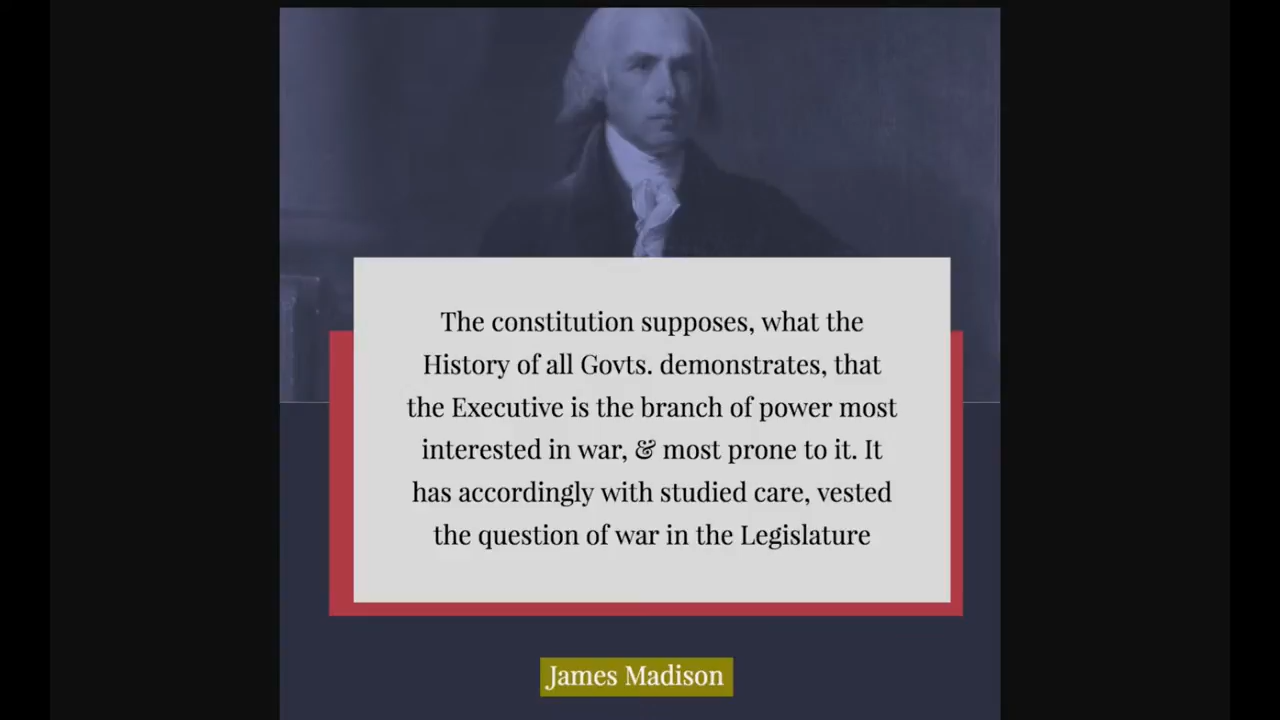 The constitution supposes, what the
History of all Govts. demonstrates, that
the Executive is the branch of power most
interested in war, & most prone to it. It
has accordingly with studied care, vested
the question of war in the Legislature
James Madison